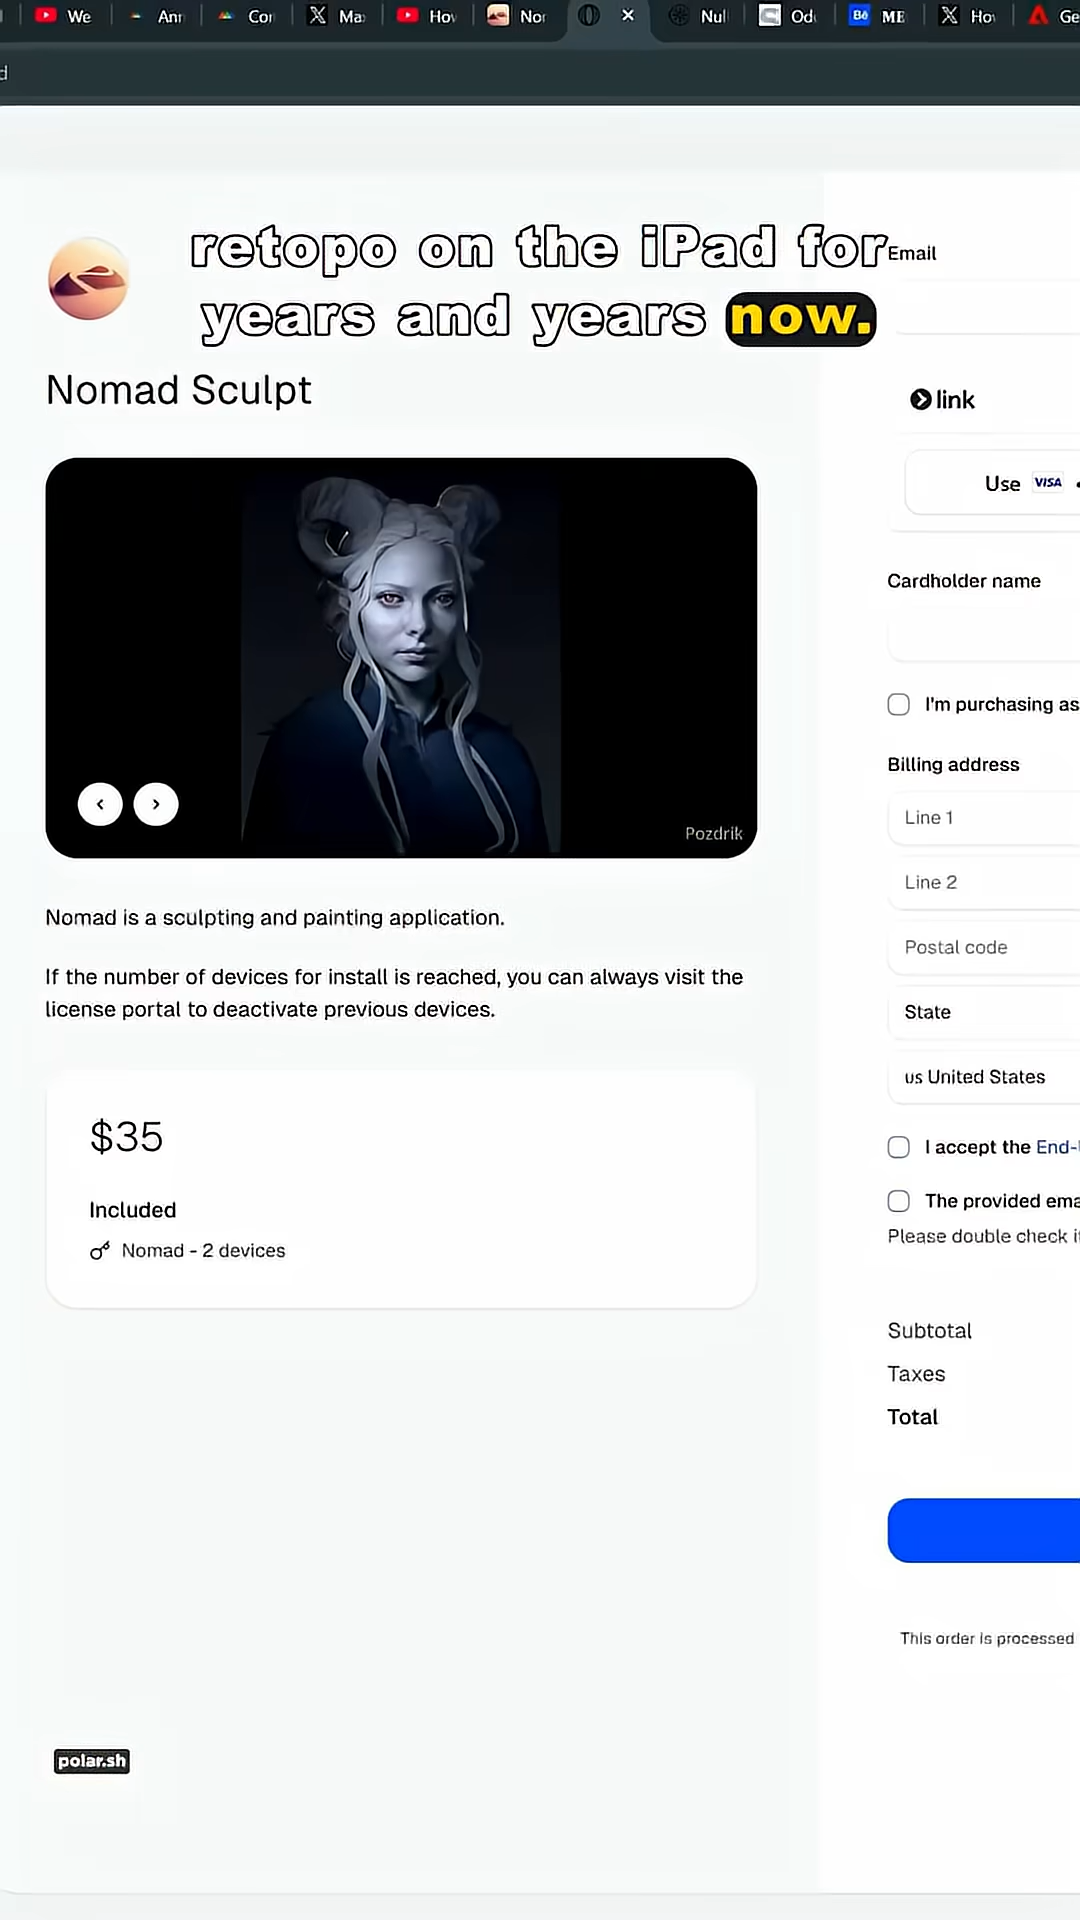 We
Anr
Cor
Ma
Hov
Nor
Nul
Od
Bē ME
Hov
Ge
d
retopo on the iPad for
years and years now.
Nomad Sculpt
Pozdrik
Nomad is a sculpting and painting application.
If the number of devices for install is reached, you can always visit the
license portal to deactivate previous devices.
$35
Included
Nomad - 2 devices
polar.sh
Email
link
Use VISA
Cardholder name
I'm purchasing as
Billing address
Line 1
Line 2
Postal code
State
US United States
I accept the End-
The provided ema
Please double check i
Subtotal
Taxes
Total
This order is processed